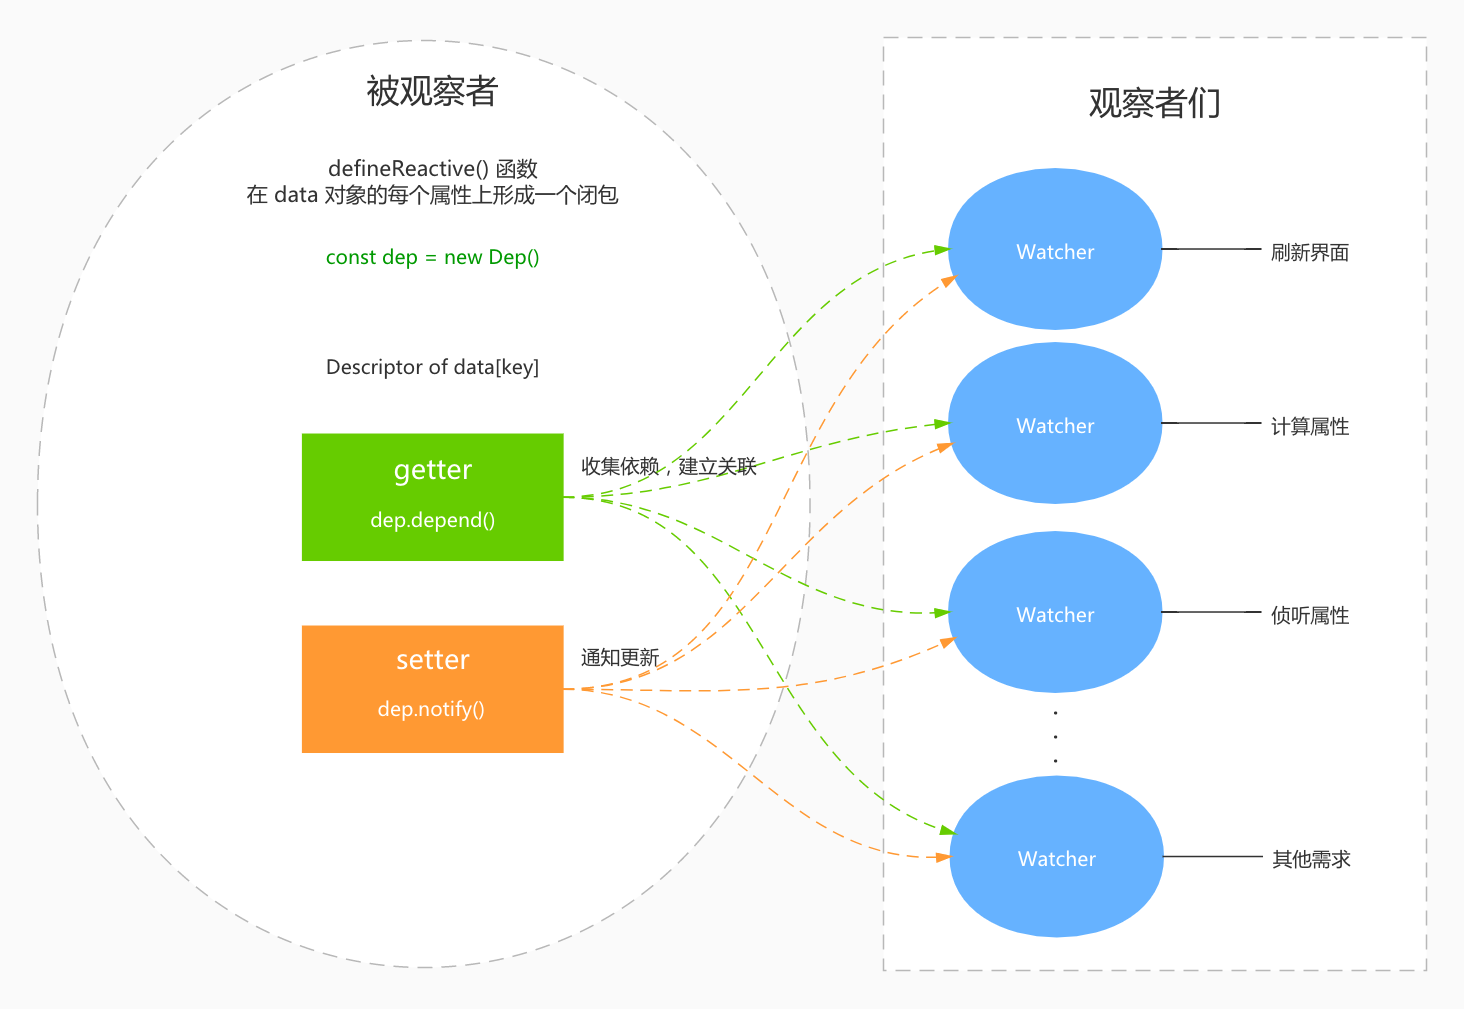 被观察者
defineReactive() 函数
在 data 对象的每个属性上形成一个闭包
const dep = new Dep()
Descriptor of data[key]
getter
dep.depend()
收集依赖，建立关联
setter
dep.notify()
通知更新
观察者们
Watcher
刷新界面
Watcher
计算属性
Watcher
侦听属性
Watcher
其他需求